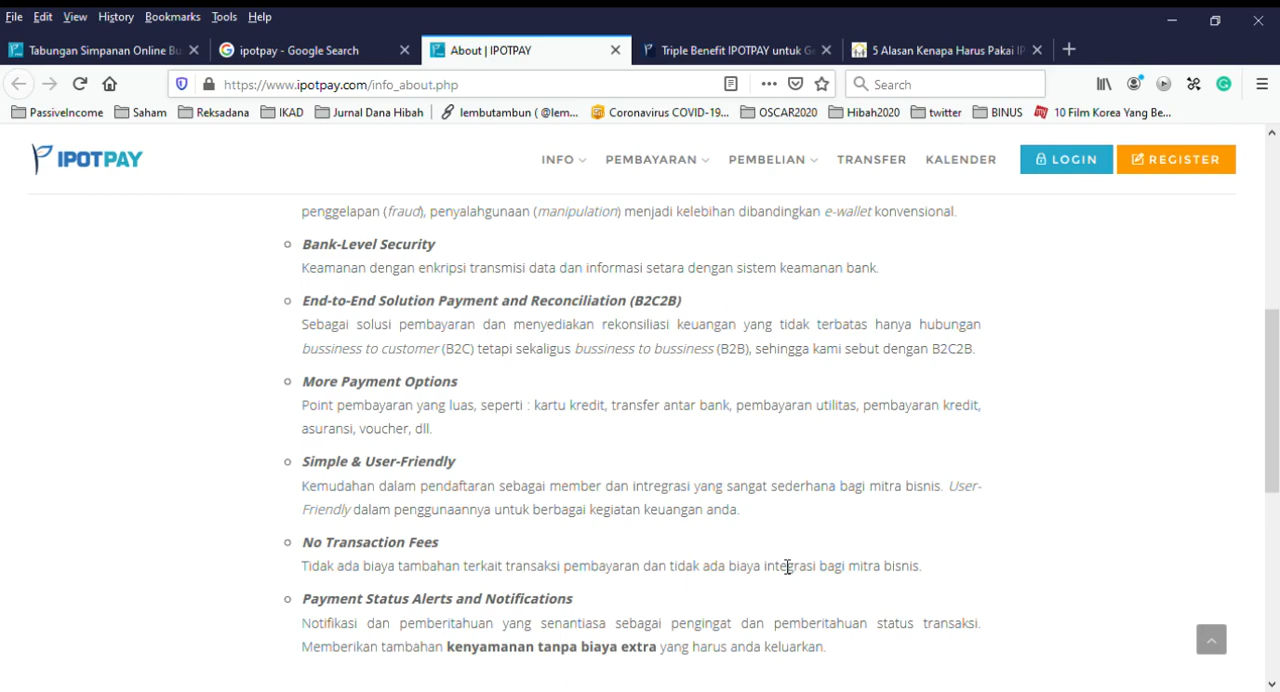 File Edit View History Bookmarks Tools Help
Tabungan Simpanan Online Bu
ipotpay - Google Search
About | IPOTPAY
Triple Benefit IPOTPAY untuk Ge
5 Alasan Kenapa Harus Pakai IP
https://www.ipotpay.com/info_about.php
Search
PassiveIncome Saham Reksadana IKAD Jurnal Dana Hibah lembutambun ( @lem... Coronavirus COVID-19... OSCAR2020 Hibah2020 twitter BINUS 10 Film Korea Yang Be...
IPOTPAY
INFO PEMBAYARAN PEMBELIAN TRANSFER KALENDER LOGIN REGISTER
penggelapan (fraud), penyalahgunaan (manipulation) menjadi kelebihan dibandingkan e-wallet konvensional.
Bank-Level Security
Keamanan dengan enkripsi transmisi data dan informasi setara dengan sistem keamanan bank.
End-to-End Solution Payment and Reconciliation (B2C2B)
Sebagai solusi pembayaran dan menyediakan rekonsiliasi keuangan yang tidak terbatas hanya hubungan
bussiness to customer (B2C) tetapi sekaligus bussiness to bussiness (B2B), sehingga kami sebut dengan B2C2B.
More Payment Options
Point pembayaran yang luas, seperti : kartu kredit, transfer antar bank, pembayaran utilitas, pembayaran kredit,
asuransi, voucher, dll.
Simple & User-Friendly
Kemudahan dalam pendaftaran sebagai member dan intregrasi yang sangat sederhana bagi mitra bisnis. User-
Friendly dalam penggunaannya untuk berbagai kegiatan keuangan anda.
No Transaction Fees
Tidak ada biaya tambahan terkait transaksi pembayaran dan tidak ada biaya integrasi bagi mitra bisnis.
Payment Status Alerts and Notifications
Notifikasi dan pemberitahuan yang senantiasa sebagai pengingat dan pemberitahuan status transaksi.
Memberikan tambahan kenyamanan tanpa biaya extra yang harus anda keluarkan.